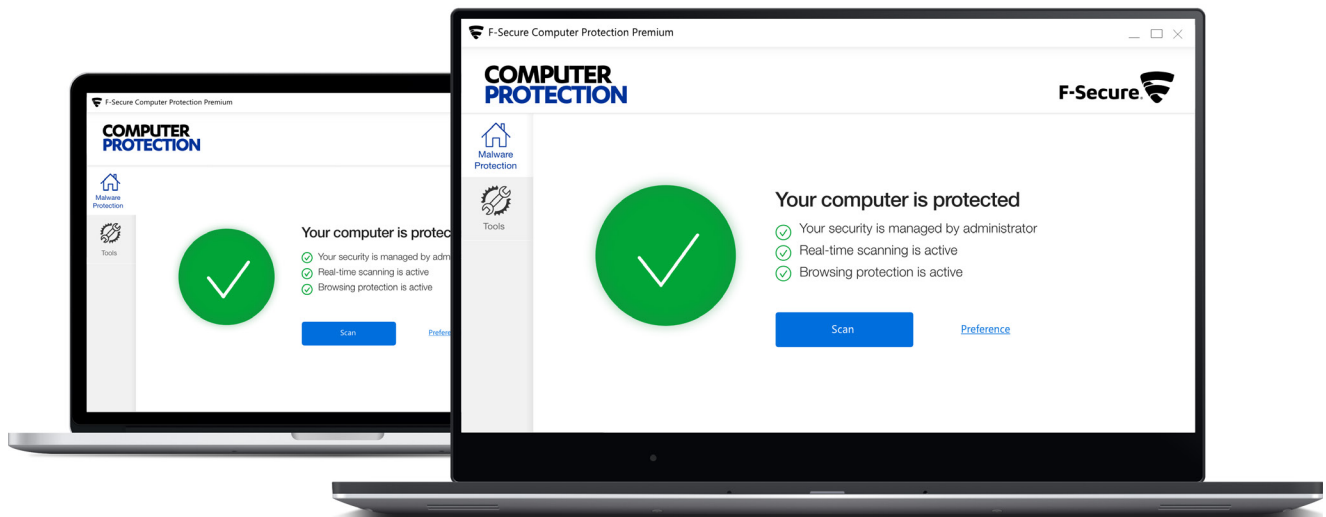 F-Secure Computer Protection Premium
COMPUTER
PROTECTION
Malware
Protection
Tools
Your computer is protec
Your security is managed by adm
Real-time scanning is active
Browsing protection is active
Scan
Prefere
F-Secure Computer Protection Premium
COMPUTER
PROTECTION
F-Secure
Malware
Protection
Tools
Your computer is protected
Your security is managed by administrator
Real-time scanning is active
Browsing protection is active
Scan
Preference